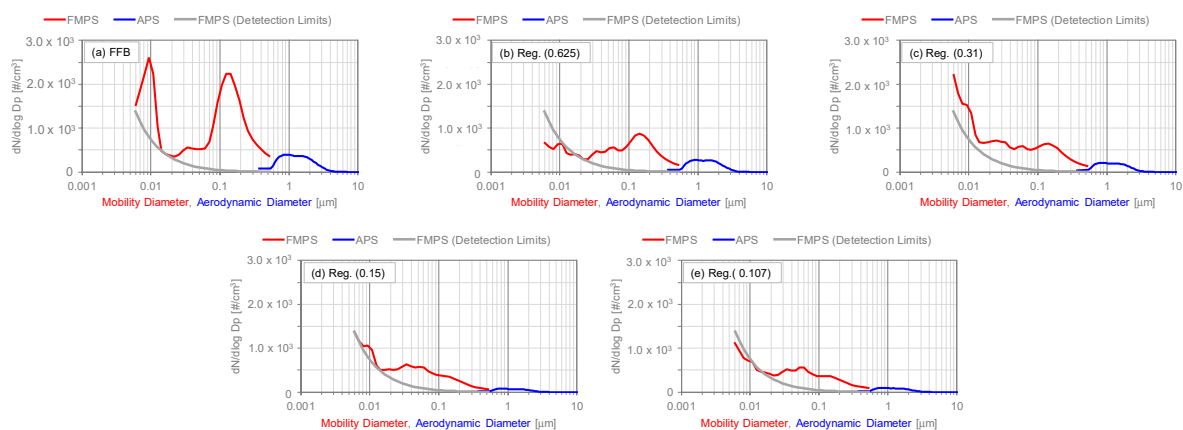 FMPS APS FMPS (Detetection Limits)
FMPS APS FMPS (Detetection Limits)
FMPS APS FMPS (Detetection Limits)
dN/dlog Dp [#/cm³]
3.0 x 10³
2.0 x 10³
1.0 x 10³
0
(a) FFB
0.001 0.01 0.1 1 10
Mobility Diameter, Aerodynamic Diameter [µm]
dN/dlog Dp [#/cm³]
3.0 x 10³
2.0 x 10³
1.0 x 10³
0
(b) Reg. (0.625)
0.001 0.01 0.1 1 10
Mobility Diameter, Aerodynamic Diameter [µm]
dN/dlog Dp [#/cm³]
3.0 x 10³
2.0 x 10³
1.0 x 10³
0
(c) Reg. (0.31)
0.001 0.01 0.1 1 10
Mobility Diameter, Aerodynamic Diameter [µm]
FMPS APS FMPS (Detetection Limits)
FMPS APS FMPS (Detetection Limits)
dN/dlog Dp [#/cm³]
3.0 x 10³
2.0 x 10³
1.0 x 10³
0
(d) Reg. (0.15)
0.001 0.01 0.1 1 10
Mobility Diameter, Aerodynamic Diameter [µm]
dN/dlog Dp [#/cm³]
3.0 x 10³
2.0 x 10³
1.0 x 10³
0
(e) Reg.( 0.107)
0.001 0.01 0.1 1 10
Mobility Diameter, Aerodynamic Diameter [µm]